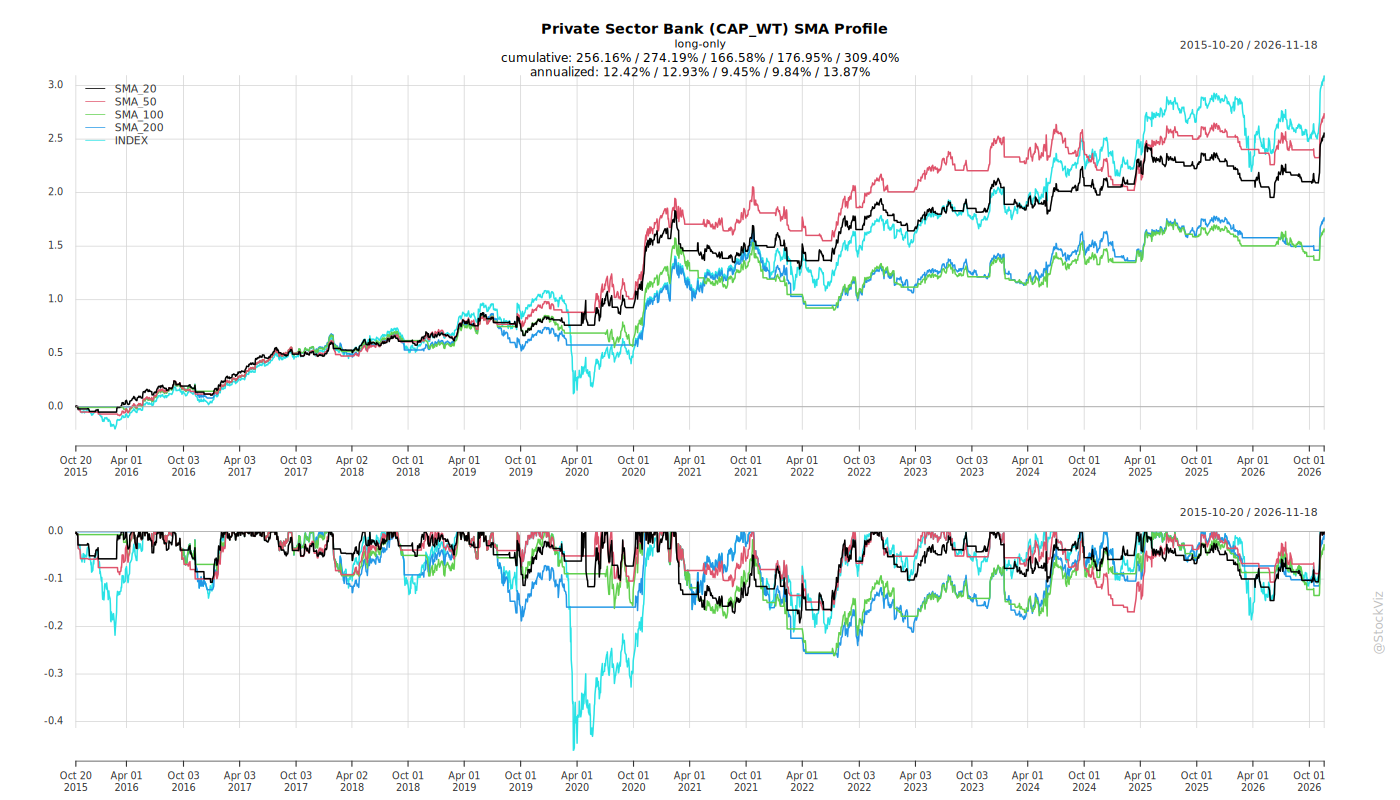 Private Sector Bank (CAP_WT) SMA Profile
long-only
cumulative: 256.16% / 274.19% / 166.58% / 176.95% / 309.40%
annualized: 12.42% / 12.93% / 9.45% / 9.84% / 13.87%
2015-10-20 / 2026-11-18
SMA_20
SMA_50
SMA_100
SMA_200
INDEX
3.0
2.5
2.0
1.5
1.0
0.5
0.0
Oct 20 Apr 01 Oct 03 Apr 03 Oct 03 Apr 02 Oct 01 Apr 01 Oct 01 Apr 01 Oct 01 Apr 01 Oct 01 Apr 01 Oct 03 Apr 03 Oct 03 Apr 01 Oct 01 Apr 01 Oct 01 Apr 01 Oct 01
2015 2016 2016 2017 2017 2018 2018 2019 2019 2020 2020 2021 2021 2022 2022 2023 2023 2024 2024 2025 2025 2026 2026
2015-10-20 / 2026-11-18
0.0
-0.1
-0.2
-0.3
-0.4
Oct 20 Apr 01 Oct 03 Apr 03 Oct 03 Apr 02 Oct 01 Apr 01 Oct 01 Apr 01 Oct 01 Apr 01 Oct 01 Apr 01 Oct 03 Apr 03 Oct 03 Apr 01 Oct 01 Apr 01 Oct 01 Apr 01 Oct 01
2015 2016 2016 2017 2017 2018 2018 2019 2019 2020 2020 2021 2021 2022 2022 2023 2023 2024 2024 2025 2025 2026 2026
@StockViz